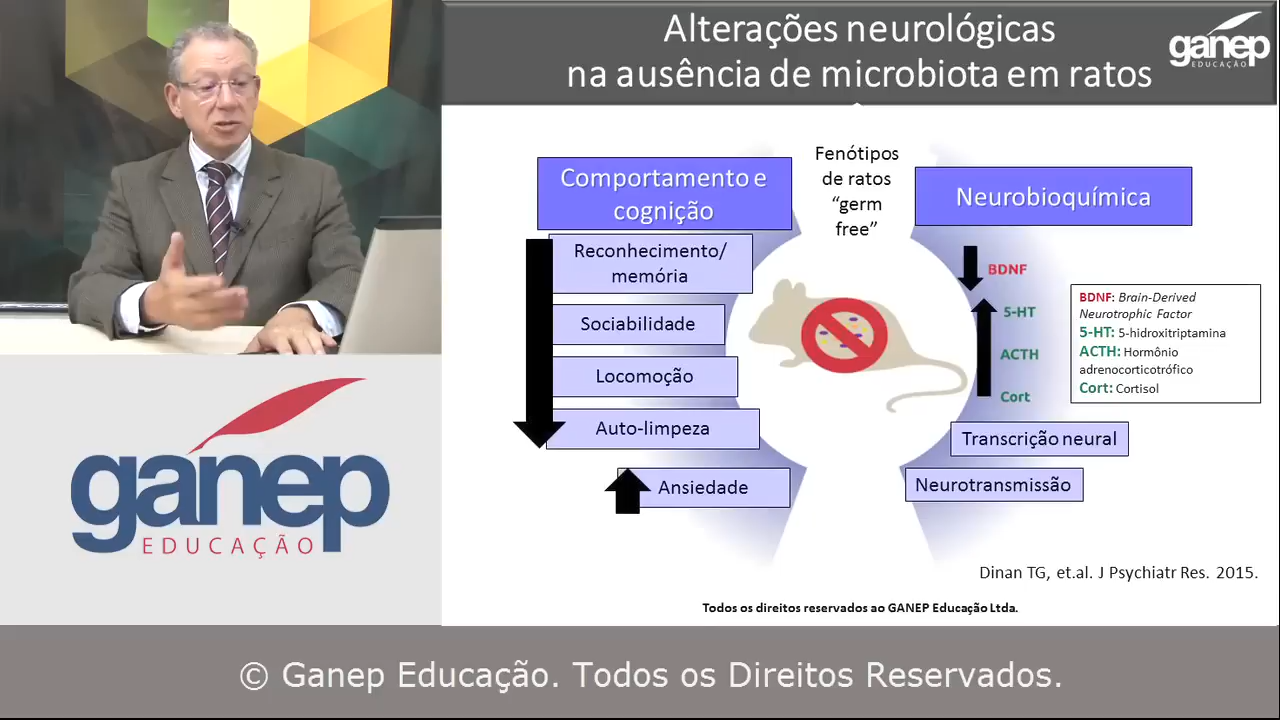 Alterações neurológicas
na ausência de microbiota em ratos
ganep
EDUCAÇÃO
Comportamento e
cognição
Reconhecimento/
memória
Sociabilidade
Locomoção
Auto-limpeza
Ansiedade
Fenótipos
de ratos
“germ
free”
Neurobioquímica
BDNF
5-HT
ACTH
Cort
BDNF: Brain-Derived
Neurotrophic Factor
5-HT: 5-hidroxitriptamina
ACTH: Hormônio
adrenocorticotrófico
Cort: Cortisol
Transcrição neural
Neurotransmissão
Dinan TG, et.al. J Psychiatr Res. 2015.
Todos os direitos reservados ao GANEP Educação Ltda.
ganep
EDUCAÇÃO
© Ganep Educação. Todos os Direitos Reservados.